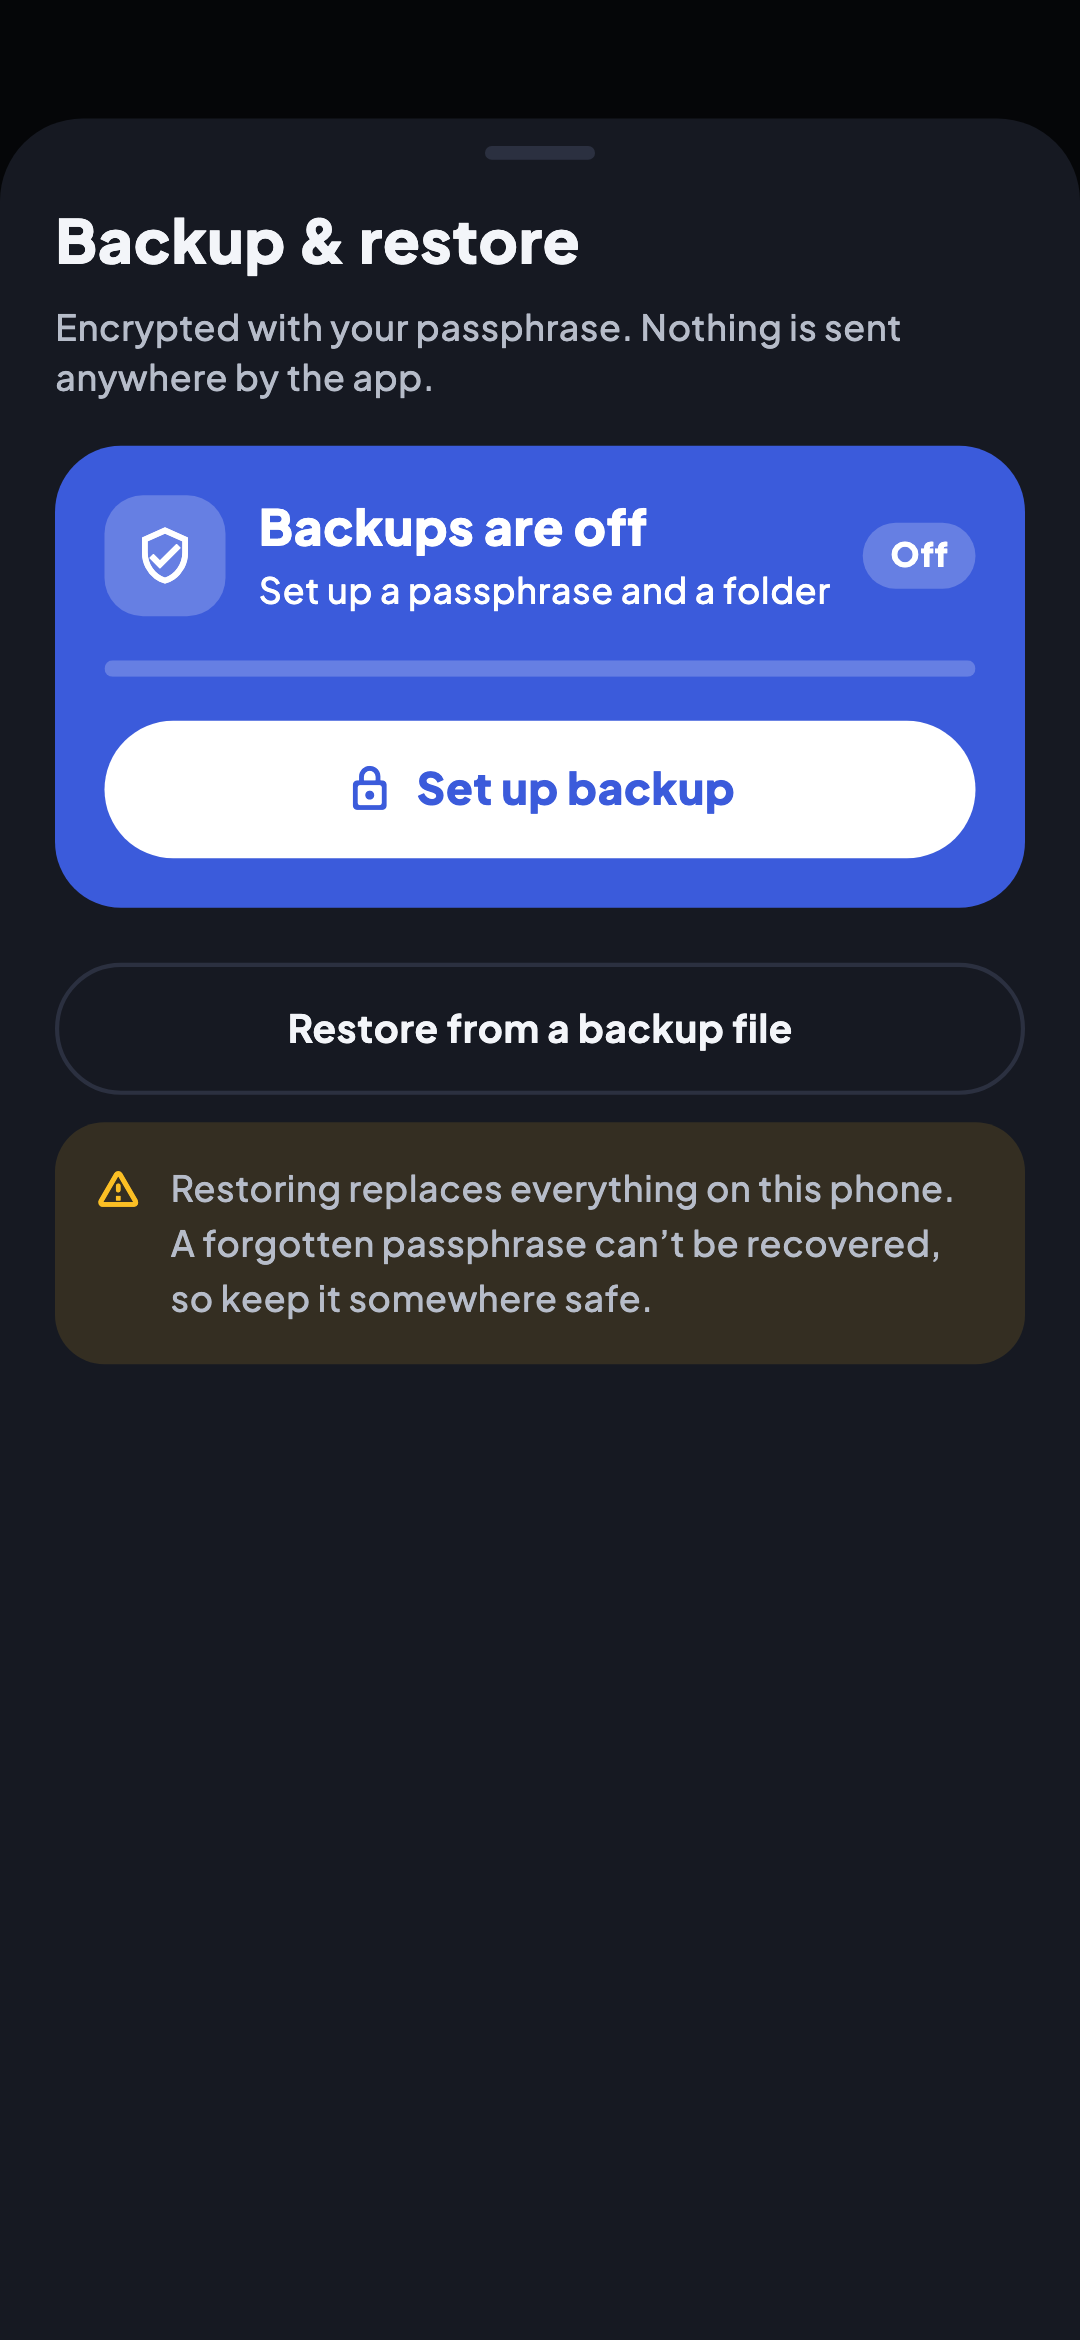 Backup & restore
Encrypted with your passphrase. Nothing is sent
anywhere by the app.
Backups are off
Set up a passphrase and a folder
Off
Set up backup
Restore from a backup file
Restoring replaces everything on this phone.
A forgotten passphrase can’t be recovered,
so keep it somewhere safe.